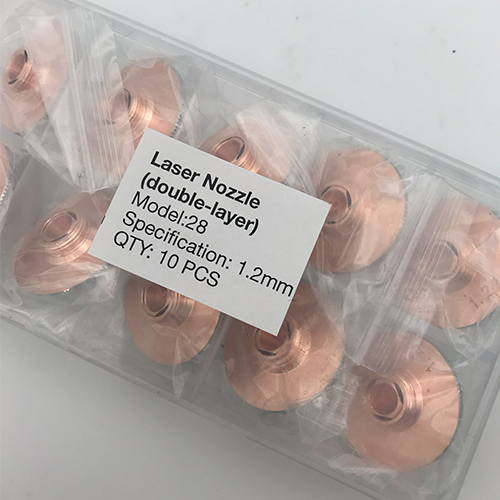 Laser Nozzle
(double-layer)
Model:28
Specification: 1.2mm
QTY: 10 PCS